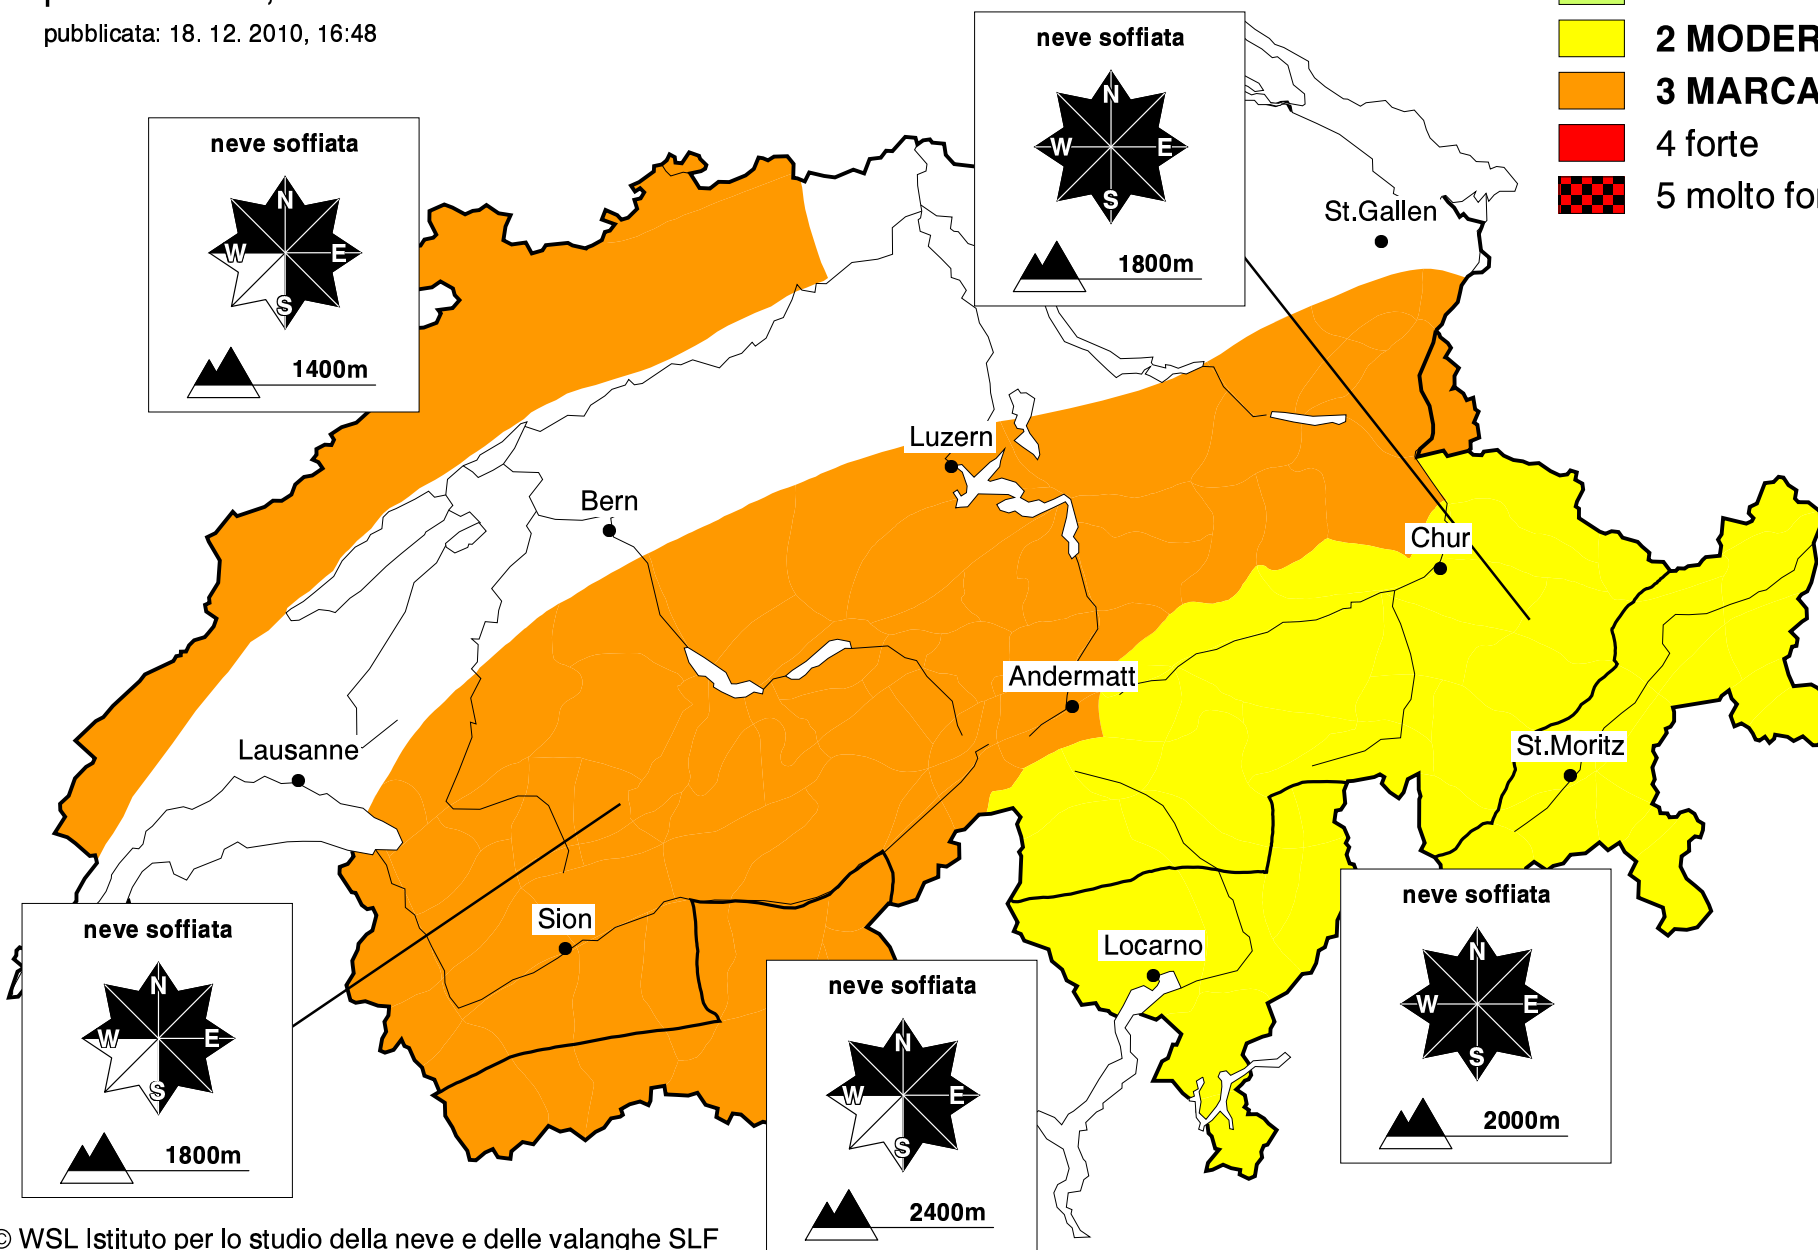 pubblicata: 18. 12. 2010, 16:48
2 MODER
3 MARCA
4 forte
5 molto for
neve soffiata
N
W E
S
1800m
neve soffiata
N
W E
S
1400m
St.Gallen
Luzern
Bern
Chur
Andermatt
Lausanne
St.Moritz
Sion
Locarno
neve soffiata
N
W E
S
1800m
neve soffiata
N
W E
S
2400m
neve soffiata
N
W E
S
2000m
© WSL Istituto per lo studio della neve e delle valanghe SLF